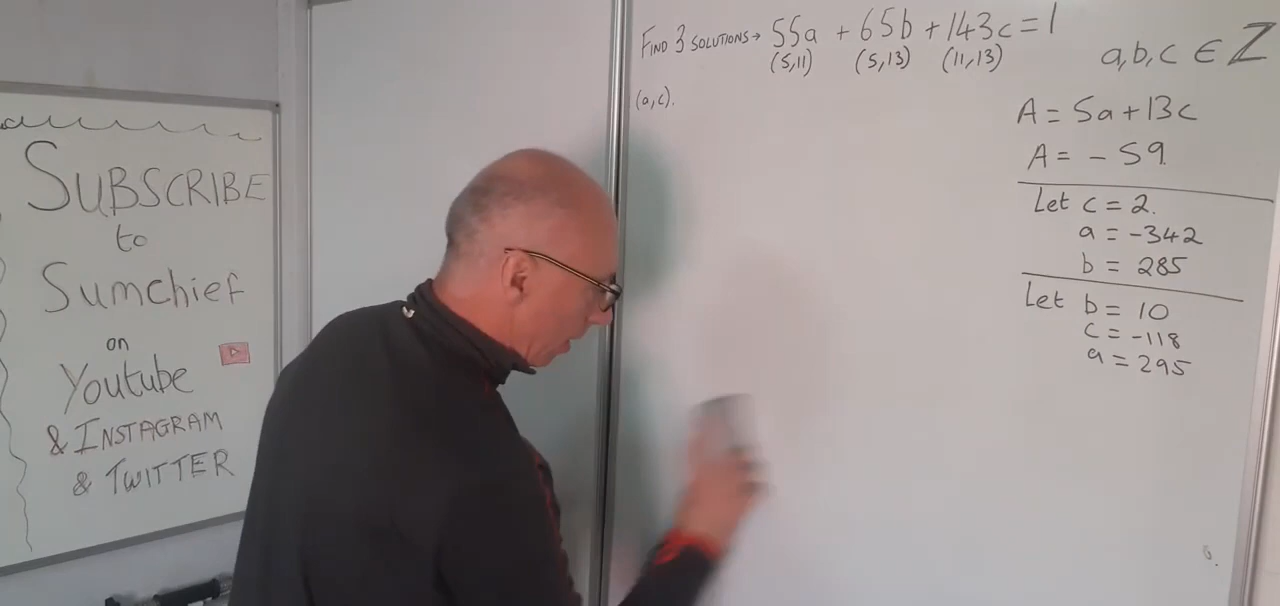 SUBSCRIBE
to
Sumchief
on
Youtube
& INSTAGRAM
& TWITTER
FIND 3 SOLUTIONS → 55a + 65b + 143c = 1
(5,11) (5,13) (11,13)
a,b,c ∈ Z
(a,c).
A = 5a+13c
A = - 59.
Let c = 2.
a = -342
b = 285
Let b = 10
c = -118
a = 295